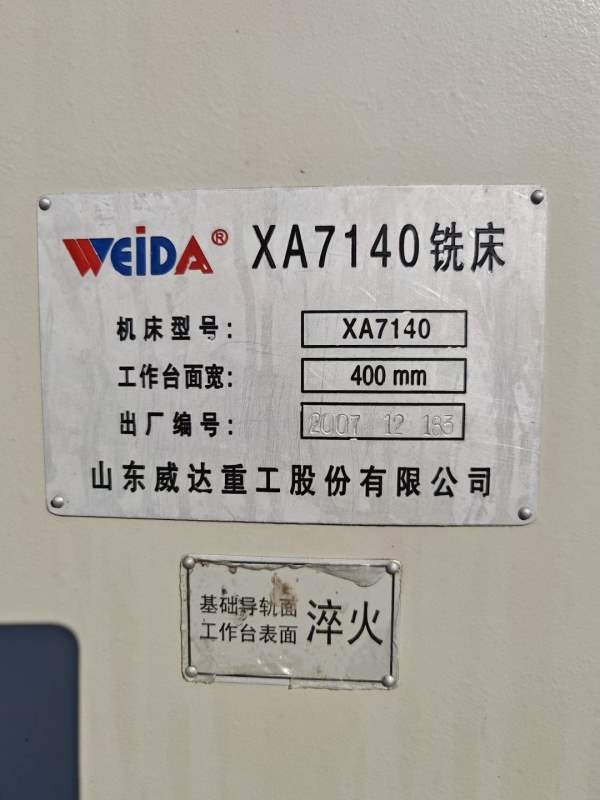 WEiDA® XA7140铣床
机床型号: XA7140
工作台面宽: 400 mm
出厂编号: 2007 12 183
山东威达重工股份有限公司
基础导轨面
工作台表面 淬火